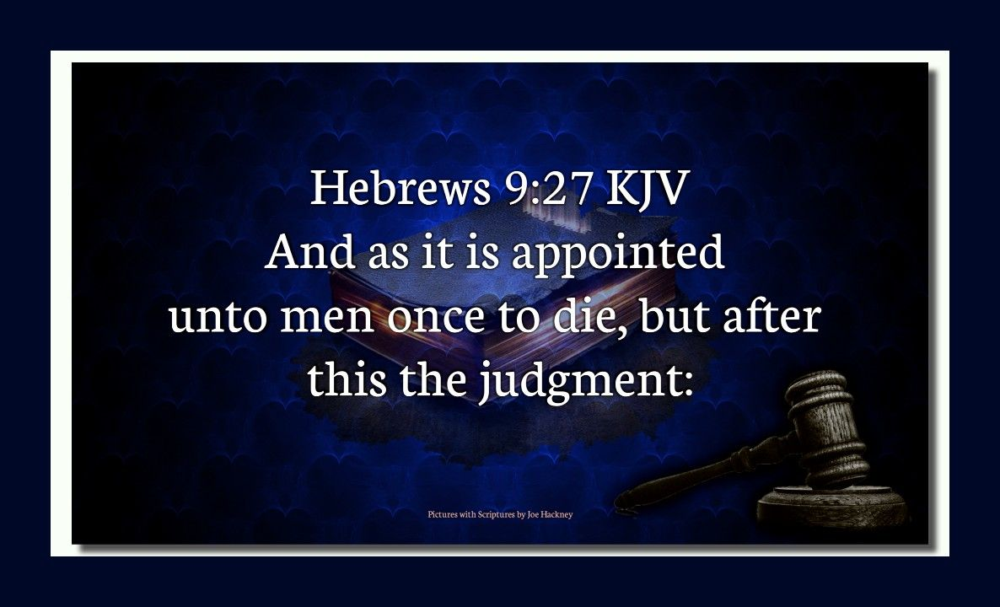 Hebrews 9:27 KJV
And as it is appointed
unto men once to die, but after
this the judgment:
Pictures with Scriptures by Joe Hackney